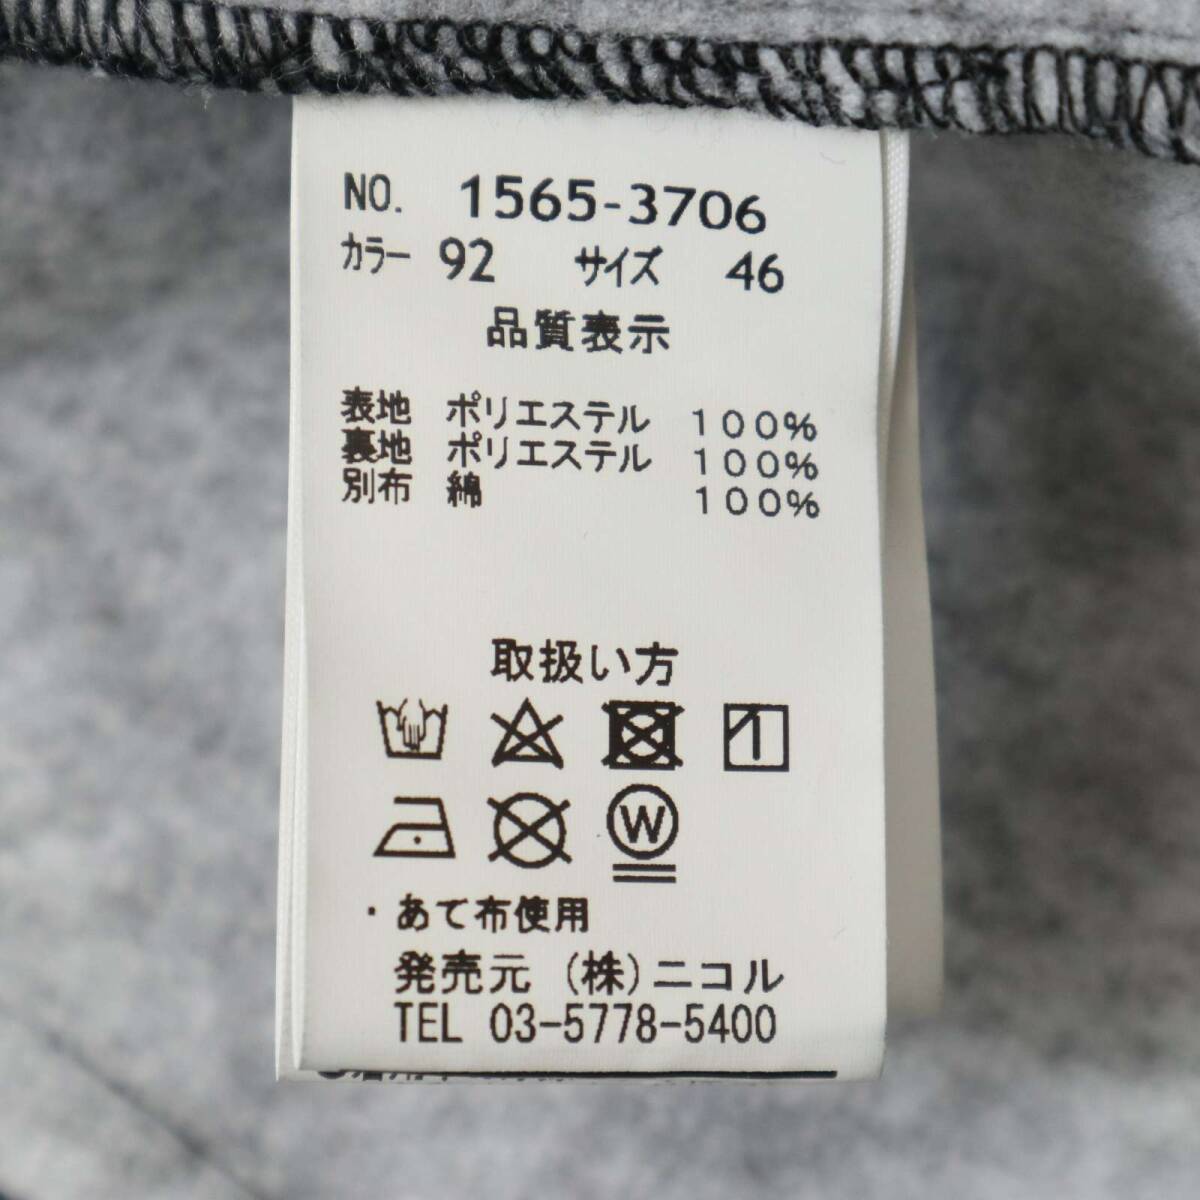 NO. 1565-3706
カラー 92 サイズ 46
品質表示
表地 ポリエステル 100%
裏地 ポリエステル 100%
別布 綿 100%
取扱い方
W
・あて布使用
発売元 (株)ニコル
TEL 03-5778-5400